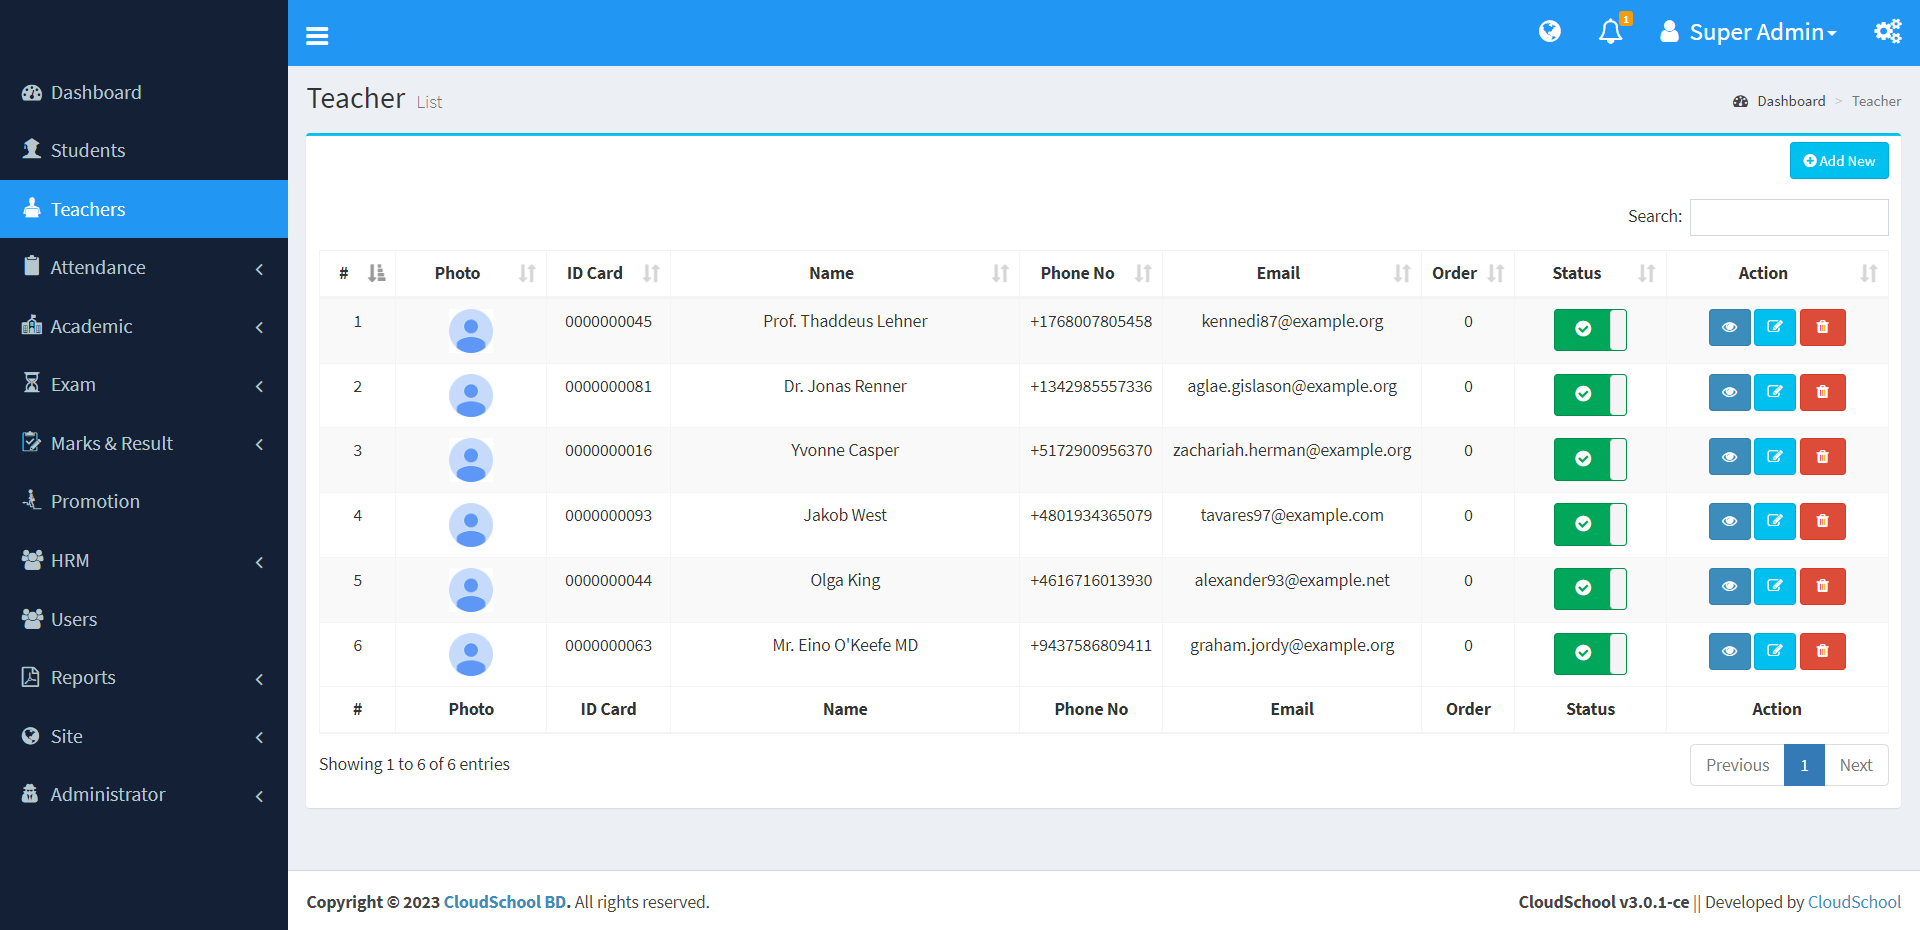 1
Super Admin
Dashboard
Students
Teachers
Attendance
Academic
Exam
Marks & Result
Promotion
HRM
Users
Reports
Site
Administrator
Teacher List
Dashboard > Teacher
Add New
Search:
# Photo ID Card Name Phone No Email Order Status Action
1 0000000045 Prof. Thaddeus Lehner +1768007805458 kennedi87@example.org 0
2 0000000081 Dr. Jonas Renner +1342985557336 aglae.gislason@example.org 0
3 0000000016 Yvonne Casper +5172900956370 zachariah.herman@example.org 0
4 0000000093 Jakob West +4801934365079 tavares97@example.com 0
5 0000000044 Olga King +4616716013930 alexander93@example.net 0
6 0000000063 Mr. Eino O'Keefe MD +9437586809411 graham.jordy@example.org 0
# Photo ID Card Name Phone No Email Order Status Action
Showing 1 to 6 of 6 entries
Previous 1 Next
Copyright © 2023 CloudSchool BD. All rights reserved.
CloudSchool v3.0.1-ce || Developed by CloudSchool